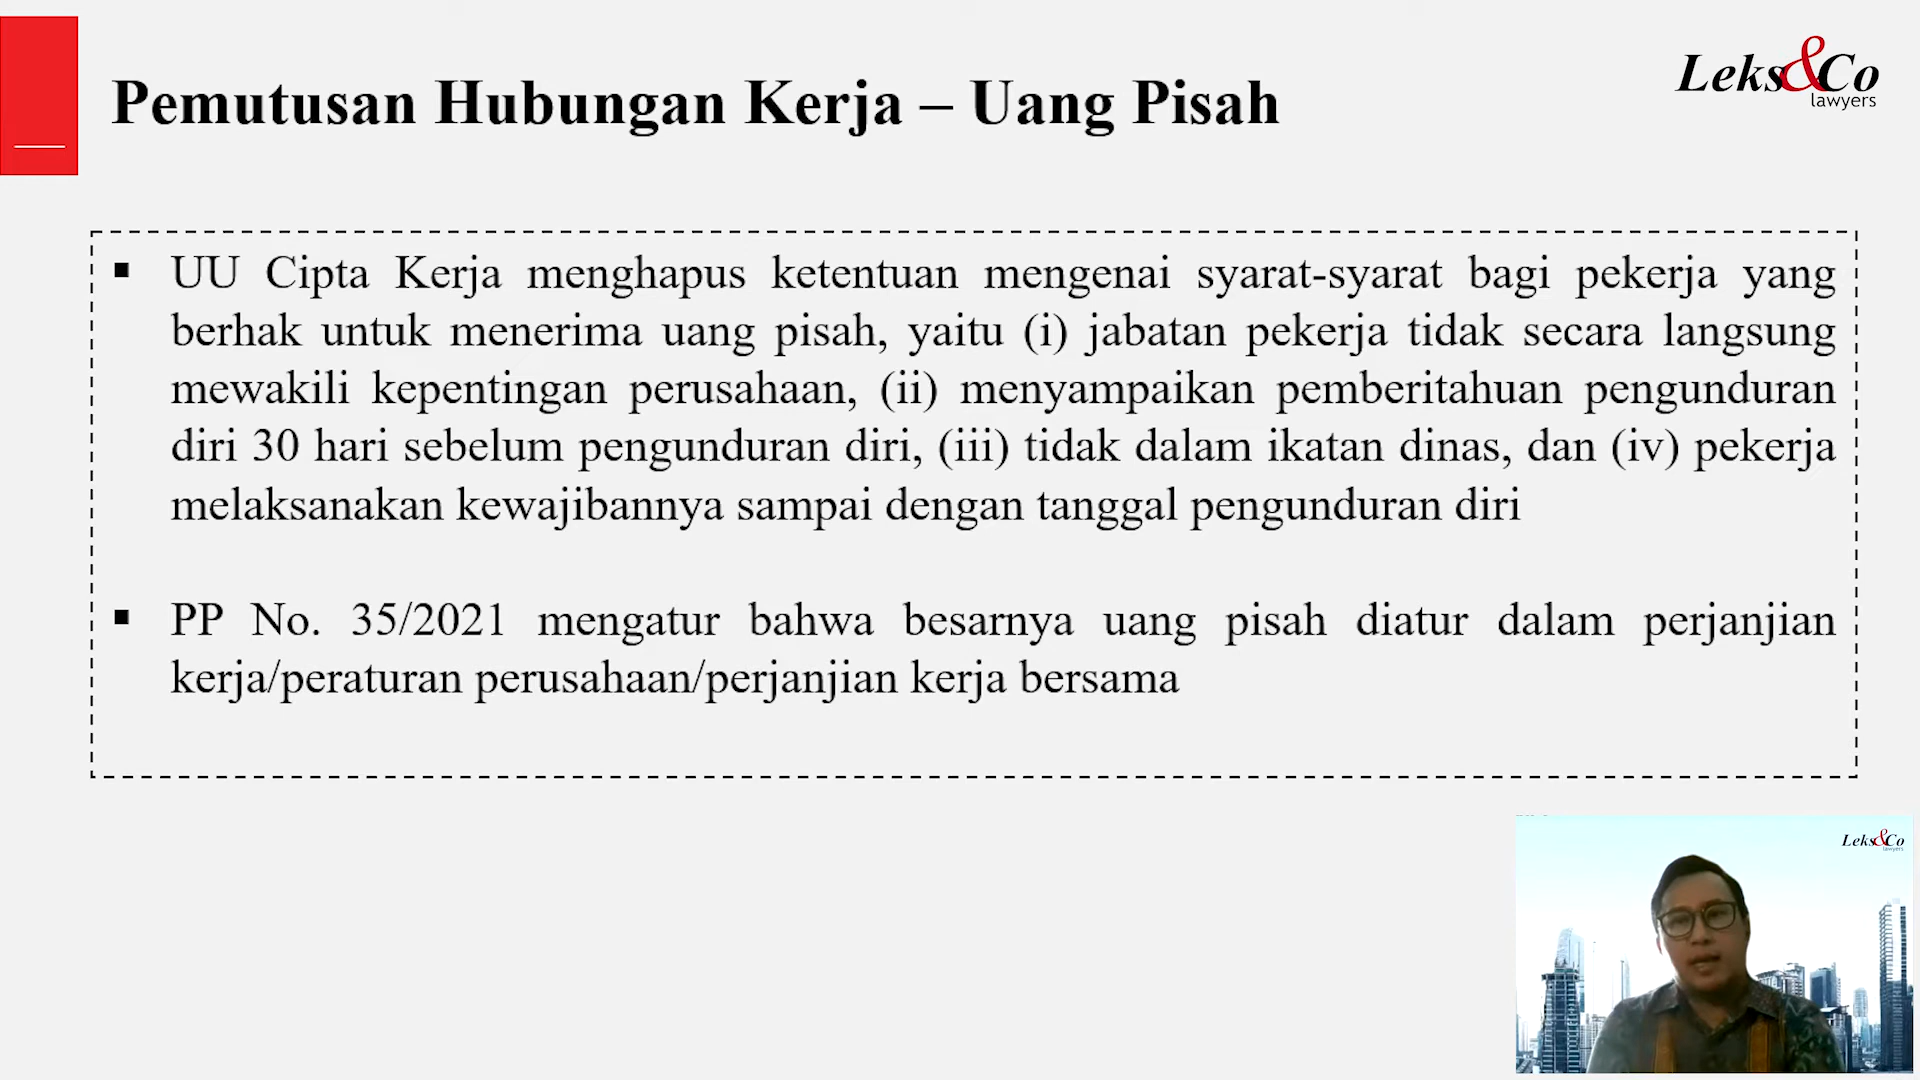 Pemutusan Hubungan Kerja – Uang Pisah
Leks&Co
lawyers
▪ UU Cipta Kerja menghapus ketentuan mengenai syarat-syarat bagi pekerja yang
berhak untuk menerima uang pisah, yaitu (i) jabatan pekerja tidak secara langsung
mewakili kepentingan perusahaan, (ii) menyampaikan pemberitahuan pengunduran
diri 30 hari sebelum pengunduran diri, (iii) tidak dalam ikatan dinas, dan (iv) pekerja
melaksanakan kewajibannya sampai dengan tanggal pengunduran diri
▪ PP No. 35/2021 mengatur bahwa besarnya uang pisah diatur dalam perjanjian
kerja/peraturan perusahaan/perjanjian kerja bersama
Leks&Co
lawyers